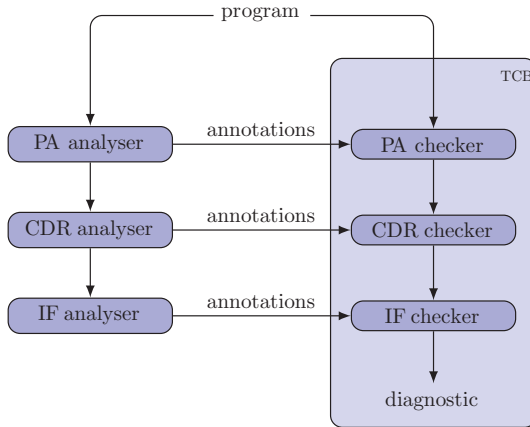 program
TCB
annotations
PA analyser
PA checker
annotations
CDR analyser
CDR checker
annotations
IF analyser
IF checker
diagnostic